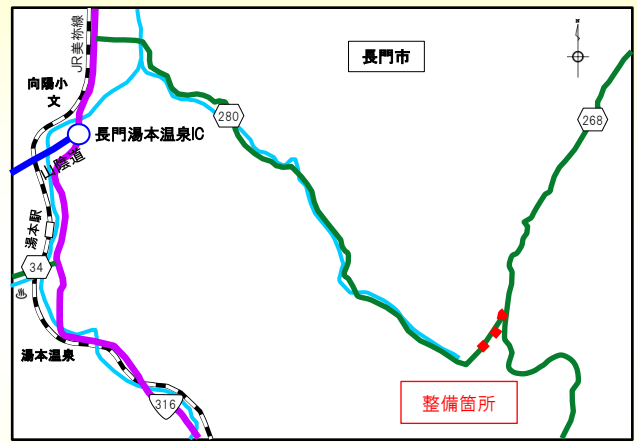 JR美祢線
長門市
向陽小
文
280
268
長門湯本温泉IC
山陰道
湯本駅
34
湯本温泉
整備箇所
316